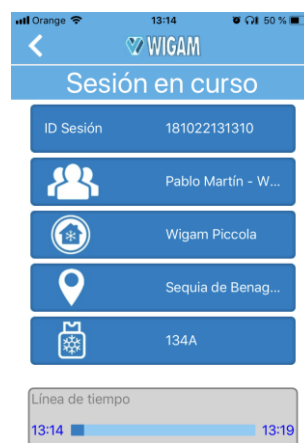 Orange 13:14 50 %
WIGAM
Sesión en curso
ID Sesión 181022131310
Pablo Martín - W...
Wigam Piccola
Sequia de Benag...
134A
Línea de tiempo
13:14 13:19